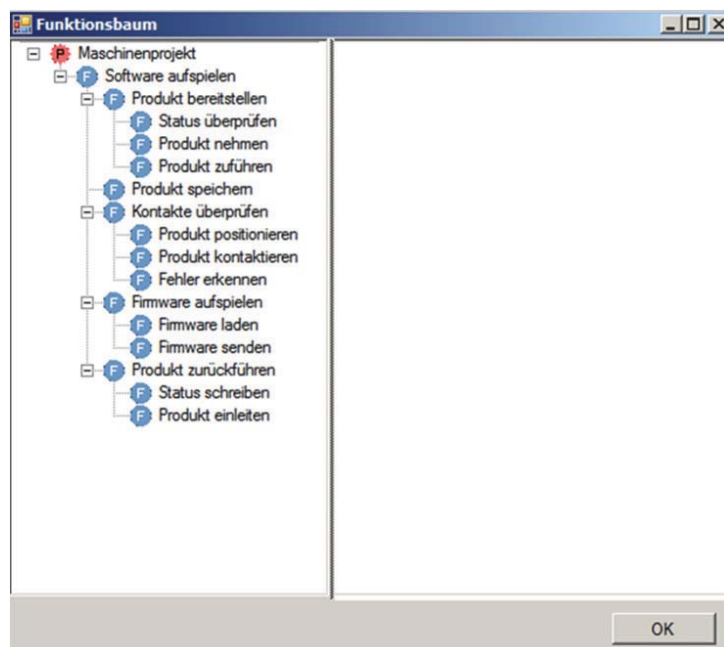 Funktionsbaum
P Maschinenprojekt
F Software aufspielen
F Produkt bereitstellen
F Status überprüfen
F Produkt nehmen
F Produkt zuführen
F Produkt speichern
F Kontakte überprüfen
F Produkt positionieren
F Produkt kontaktieren
F Fehler erkennen
F Firmware aufspielen
F Firmware laden
F Firmware senden
F Produkt zurückführen
F Status schreiben
F Produkt einleiten
OK